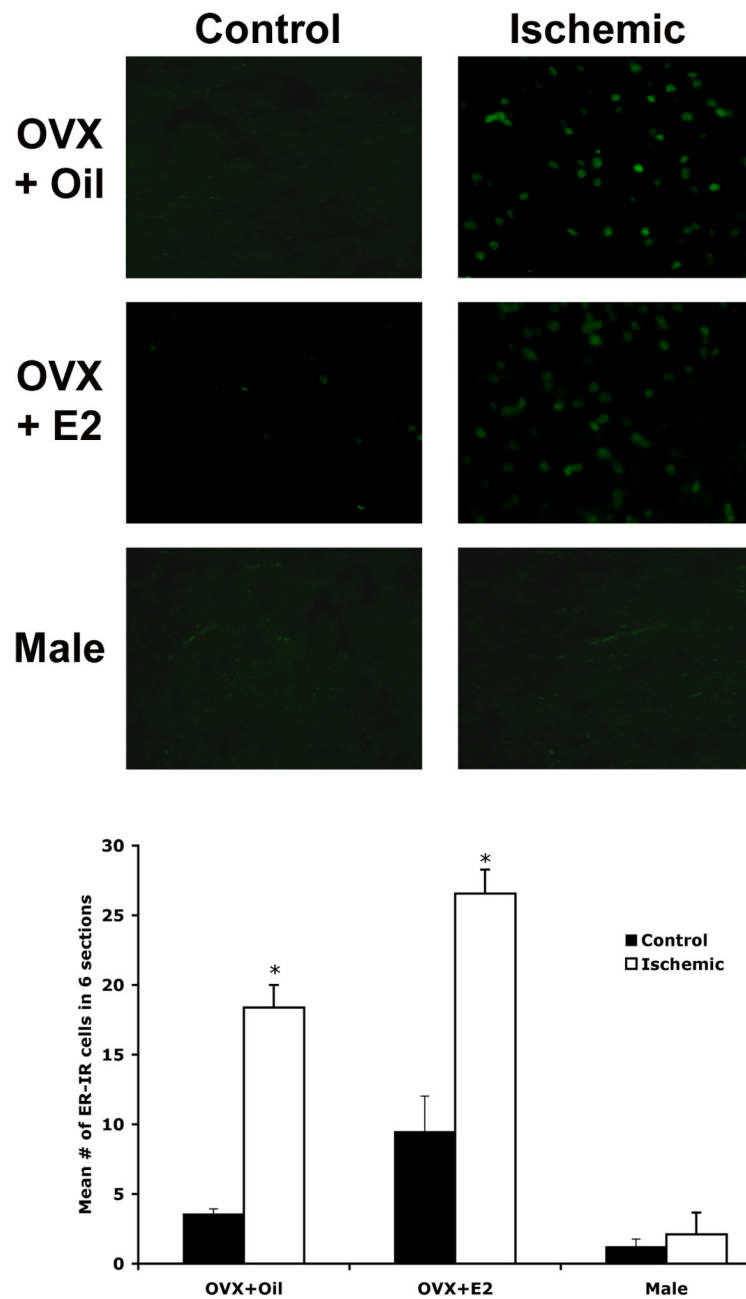 Control Ischemic
OVX
+ Oil
OVX
+ E2
Male
Mean # of ER-IR cells in 6 sections
30
25
20
15
10
5
0
*
*
Control
Ischemic
OVX+Oil OVX+E2 Male